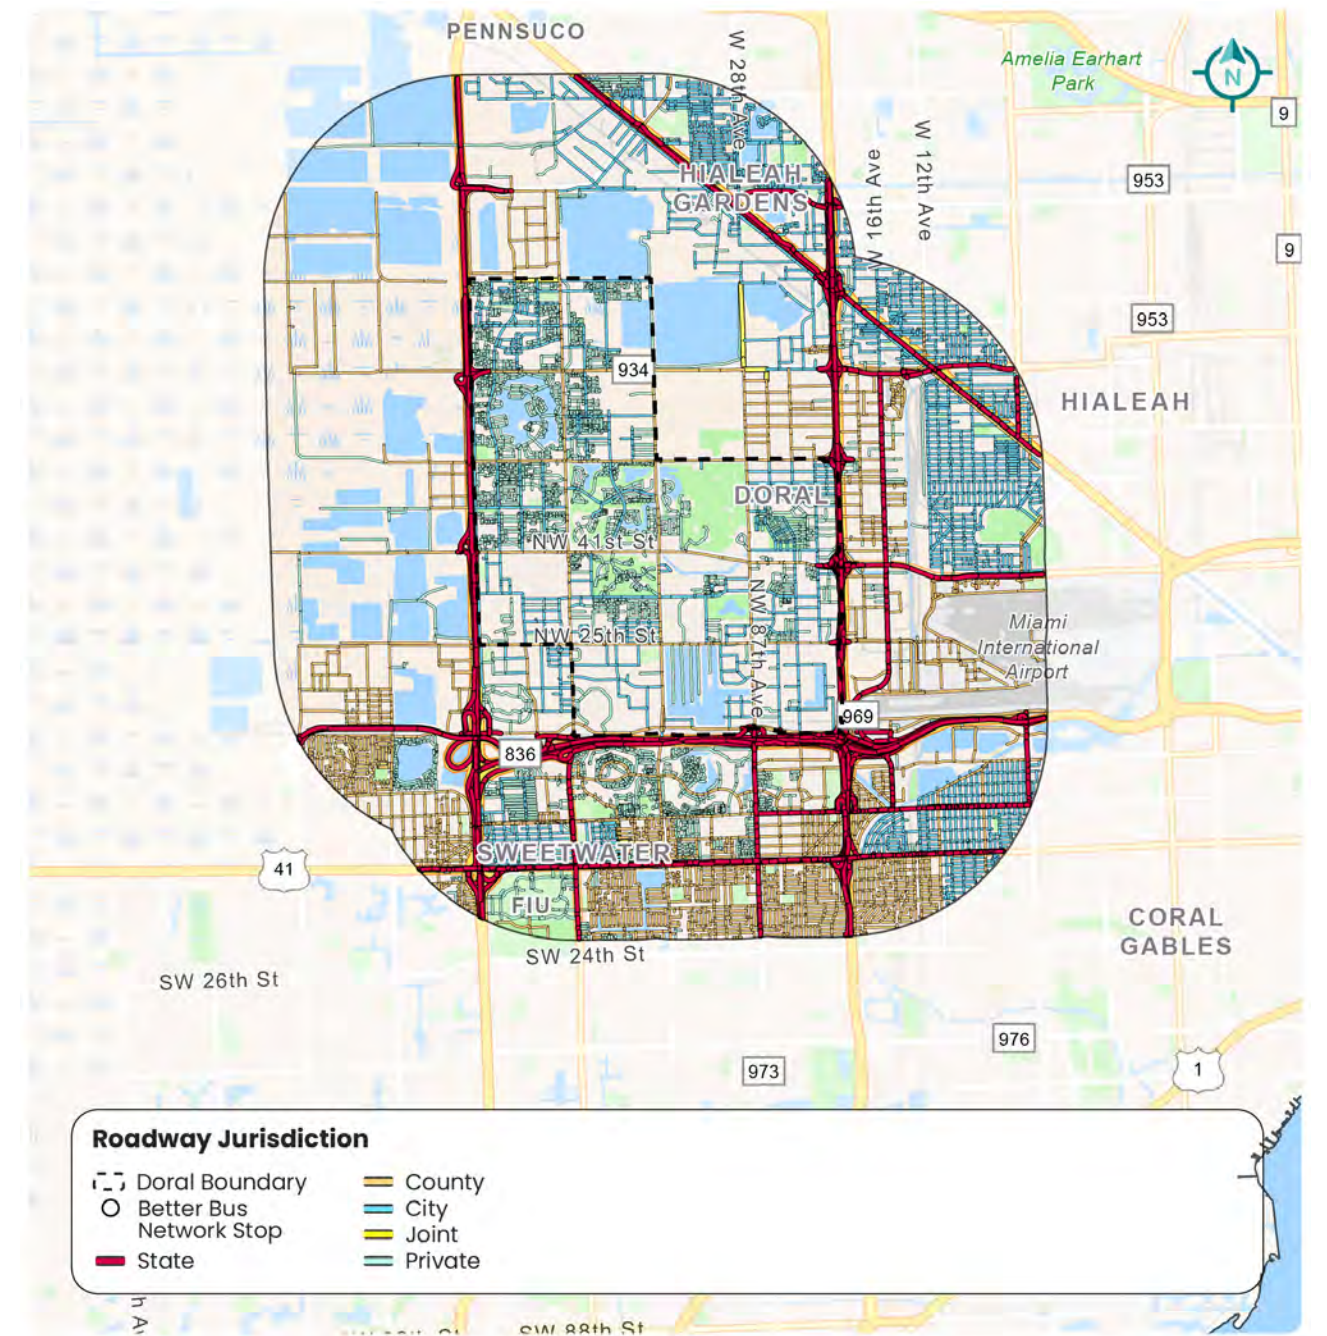 PENNSUCO
W 28th Ave
Amelia Earhart
Park
N
9
W 12th Ave
W 16th Ave
953
HIALEAH
GARDENS
9
953
934
HIALEAH
DORAL
NW 41st St
NW 87th Ave
NW 25th St
Miami
International
Airport
969
836
SWEETWATER
41
FIU
CORAL
GABLES
SW 24th St
SW 26th St
976
973
1
Roadway Jurisdiction
Doral Boundary
Better Bus
Network Stop
State
County
City
Joint
Private
SW 88th St